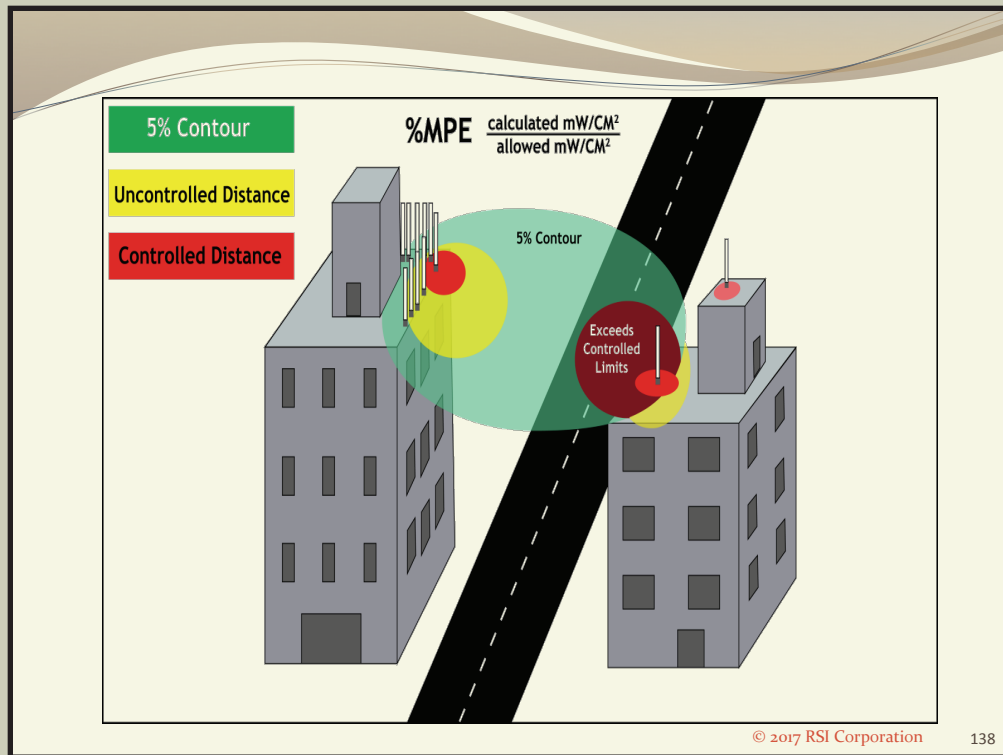 5% Contour
%MPE calculated mW/CM²
allowed mW/CM²
Uncontrolled Distance
Controlled Distance
5% Contour
Exceeds
Controlled
Limits
© 2017 RSI Corporation 138